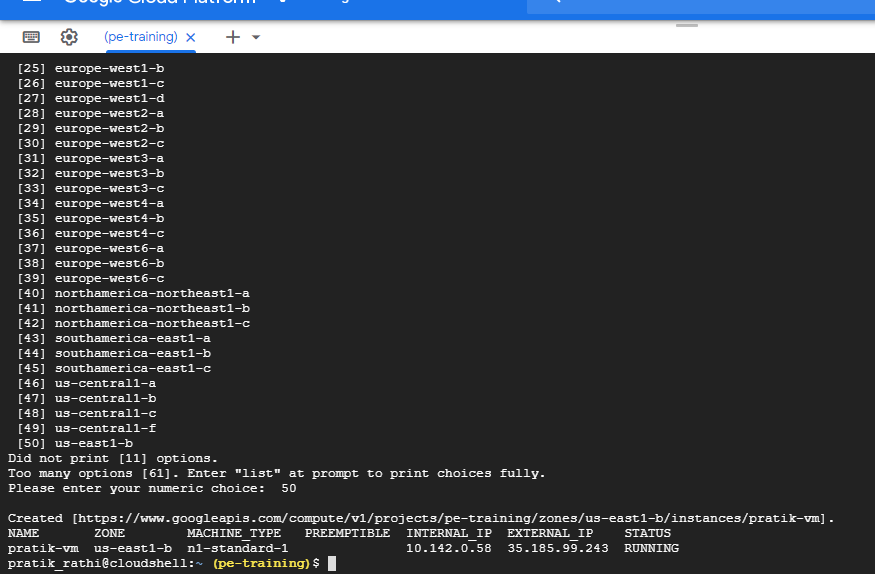 Google Cloud Platform
(pe-training)
[25] europe-west1-b
[26] europe-west1-c
[27] europe-west1-d
[28] europe-west2-a
[29] europe-west2-b
[30] europe-west2-c
[31] europe-west3-a
[32] europe-west3-b
[33] europe-west3-c
[34] europe-west4-a
[35] europe-west4-b
[36] europe-west4-c
[37] europe-west6-a
[38] europe-west6-b
[39] europe-west6-c
[40] northamerica-northeast1-a
[41] northamerica-northeast1-b
[42] northamerica-northeast1-c
[43] southamerica-east1-a
[44] southamerica-east1-b
[45] southamerica-east1-c
[46] us-central1-a
[47] us-central1-b
[48] us-central1-c
[49] us-central1-f
[50] us-east1-b
Did not print [11] options.
Too many options [61]. Enter "list" at prompt to print choices fully.
Please enter your numeric choice:  50
Created [https://www.googleapis.com/compute/v1/projects/pe-training/zones/us-east1-b/instances/pratik-vm].
NAME ZONE MACHINE_TYPE PREEMPTIBLE INTERNAL_IP EXTERNAL_IP STATUS
pratik-vm us-east1-b n1-standard-1 10.142.0.58 35.185.99.243 RUNNING
pratik_rathi@cloudshell:~ (pe-training)$